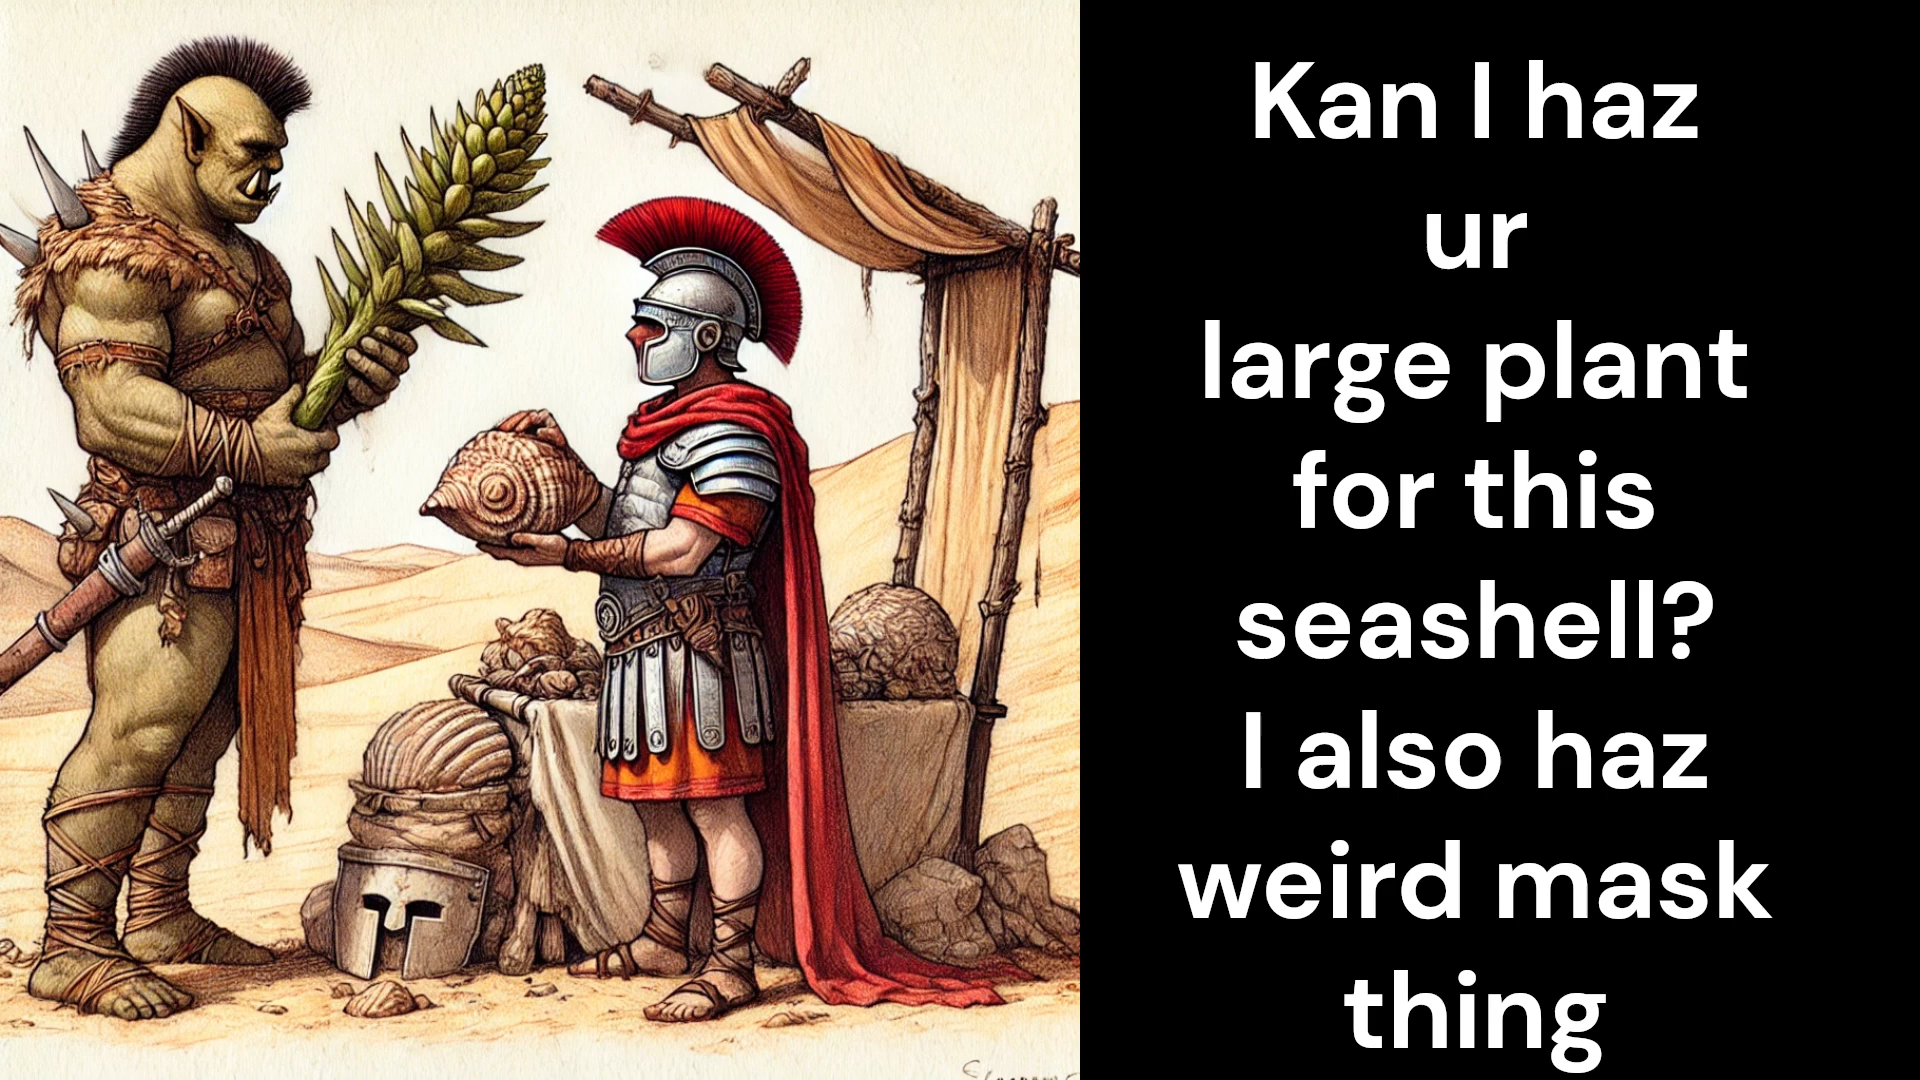 Kan I haz
ur
large plant
for this
seashell?
I also haz
weird mask
thing